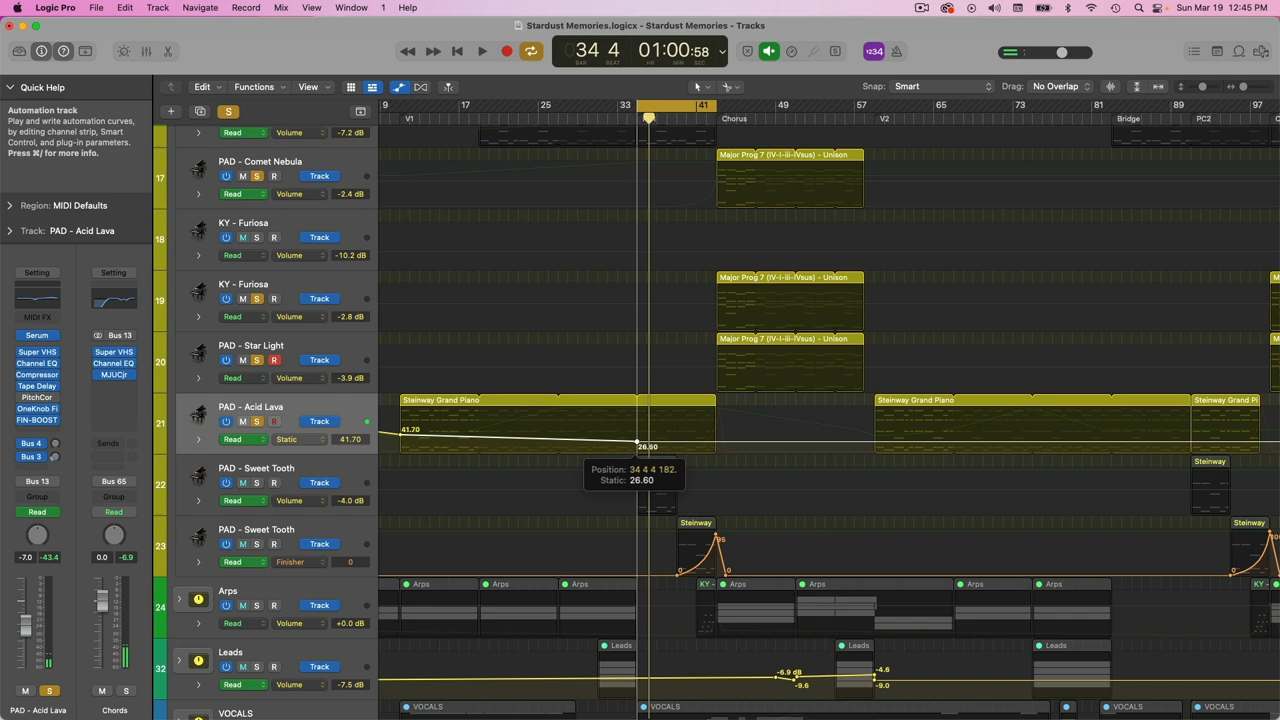 Logic Pro File Edit Track Navigate Record Mix View Window 1 Help Sun Mar 19 12:45 PM
Stardust Memories.logicx - Stardust Memories - Tracks
34 4 01:00:58
BAR BEAT HR MIN SEC
1234
Quick Help
Edit Functions View Snap: Smart Drag: No Overlap
9 17 25 33 41 49 57 65 73 81 89 97
V1 Chorus V2 Bridge PC2
Automation track
Play and write automation curves,
by editing channel strip, Smart
Control, and plug-in parameters.
Press ⌘/ for more info.
Region: MIDI Defaults
Track: PAD - Acid Lava
Setting Setting
MIDI FX
Serum Bus 13
Super VHS Super VHS
Channel EQ Channel EQ
Compressor MJUCjr
Tape Delay
PitchCor
OneKnob Fi
FIN-BOOST
Bus 4 Sends
Bus 3
Bus 13 Bus 65
Group Group
Read Read
-7.0 -43.4 0.0 -6.9
M S M S
PAD - Acid Lava Chords
Read Volume -7.2 dB
17 PAD - Comet Nebula
M S R Track
Read Volume -2.4 dB
Major Prog 7 (IV-I-iii-IVsus) - Unison
18 KY - Furiosa
M S R Track
Read Volume -10.2 dB
19 KY - Furiosa
M S R Track
Read Volume -2.8 dB
Major Prog 7 (IV-I-iii-IVsus) - Unison M
20 PAD - Star Light
M S R Track
Read Volume -3.9 dB
Major Prog 7 (IV-I-iii-IVsus) - Unison M
21 PAD - Acid Lava
M S R Track
Read Static 41.70
Steinway Grand Piano Steinway Grand Piano Steinway Grand Pi
41.70
26.60
Position: 34 4 4 182.
Static: 26.60
22 PAD - Sweet Tooth
M S R Track
Read Volume -4.0 dB
Steinway
23 PAD - Sweet Tooth
M S R Track
Read Finisher 0
Steinway Steinway
95
0 0 0
24 Arps
M S R Track
Read Volume +0.0 dB
Arps Arps Arps KY - Arps Arps Arps Arps KY -
32 Leads
M S R Track
Read Volume -7.5 dB
Leads Leads Leads
-6.9 dB -4.6
-9.6 -9.0
VOCALS
VOCALS VOCALS VOCALS VOCALS